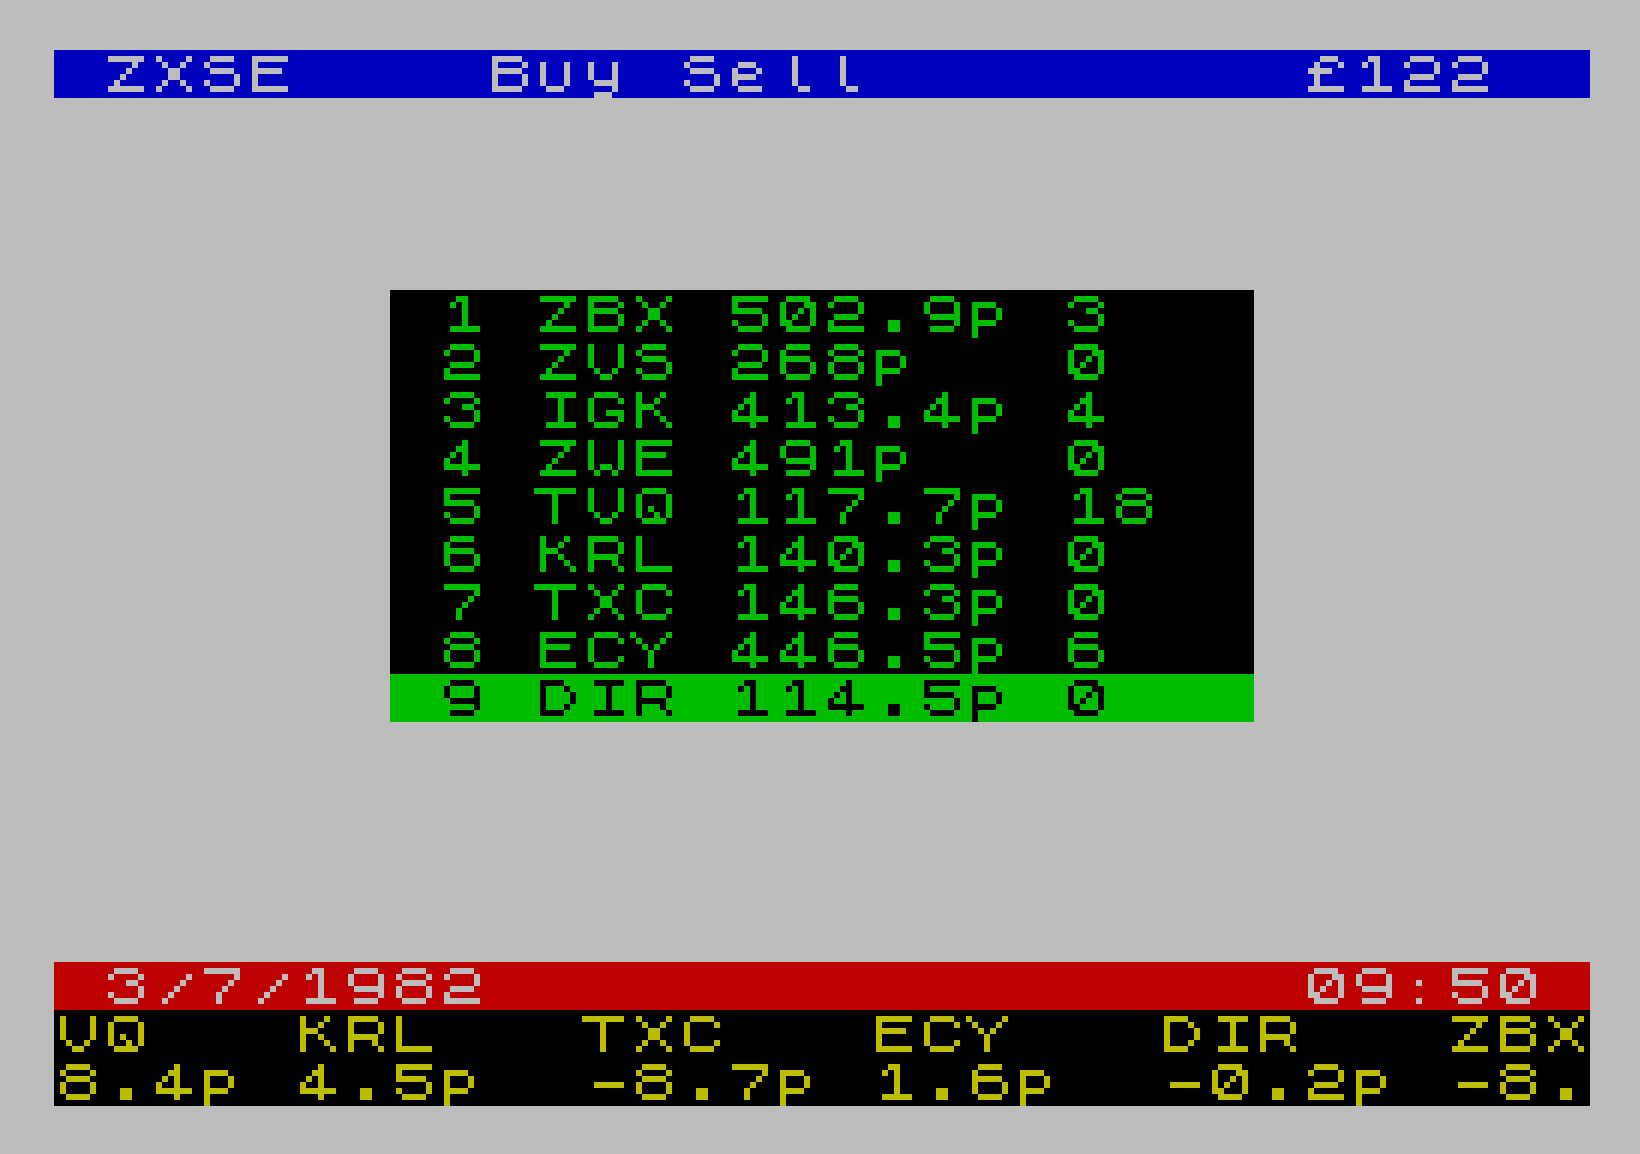 ZXSE Buy Sell £122
1 ZBX 502.9p 3
2 ZVS 268p 0
3 IGK 413.4p 4
4 ZWE 491p 0
5 TVQ 117.7p 18
6 KRL 140.3p 0
7 TXC 146.3p 0
8 ECY 446.5p 6
9 DIR 114.5p 0
3/7/1982 09:50
VQ KRL TXC ECY DIR ZBX
8.4p 4.5p -8.7p 1.6p -0.2p -8.